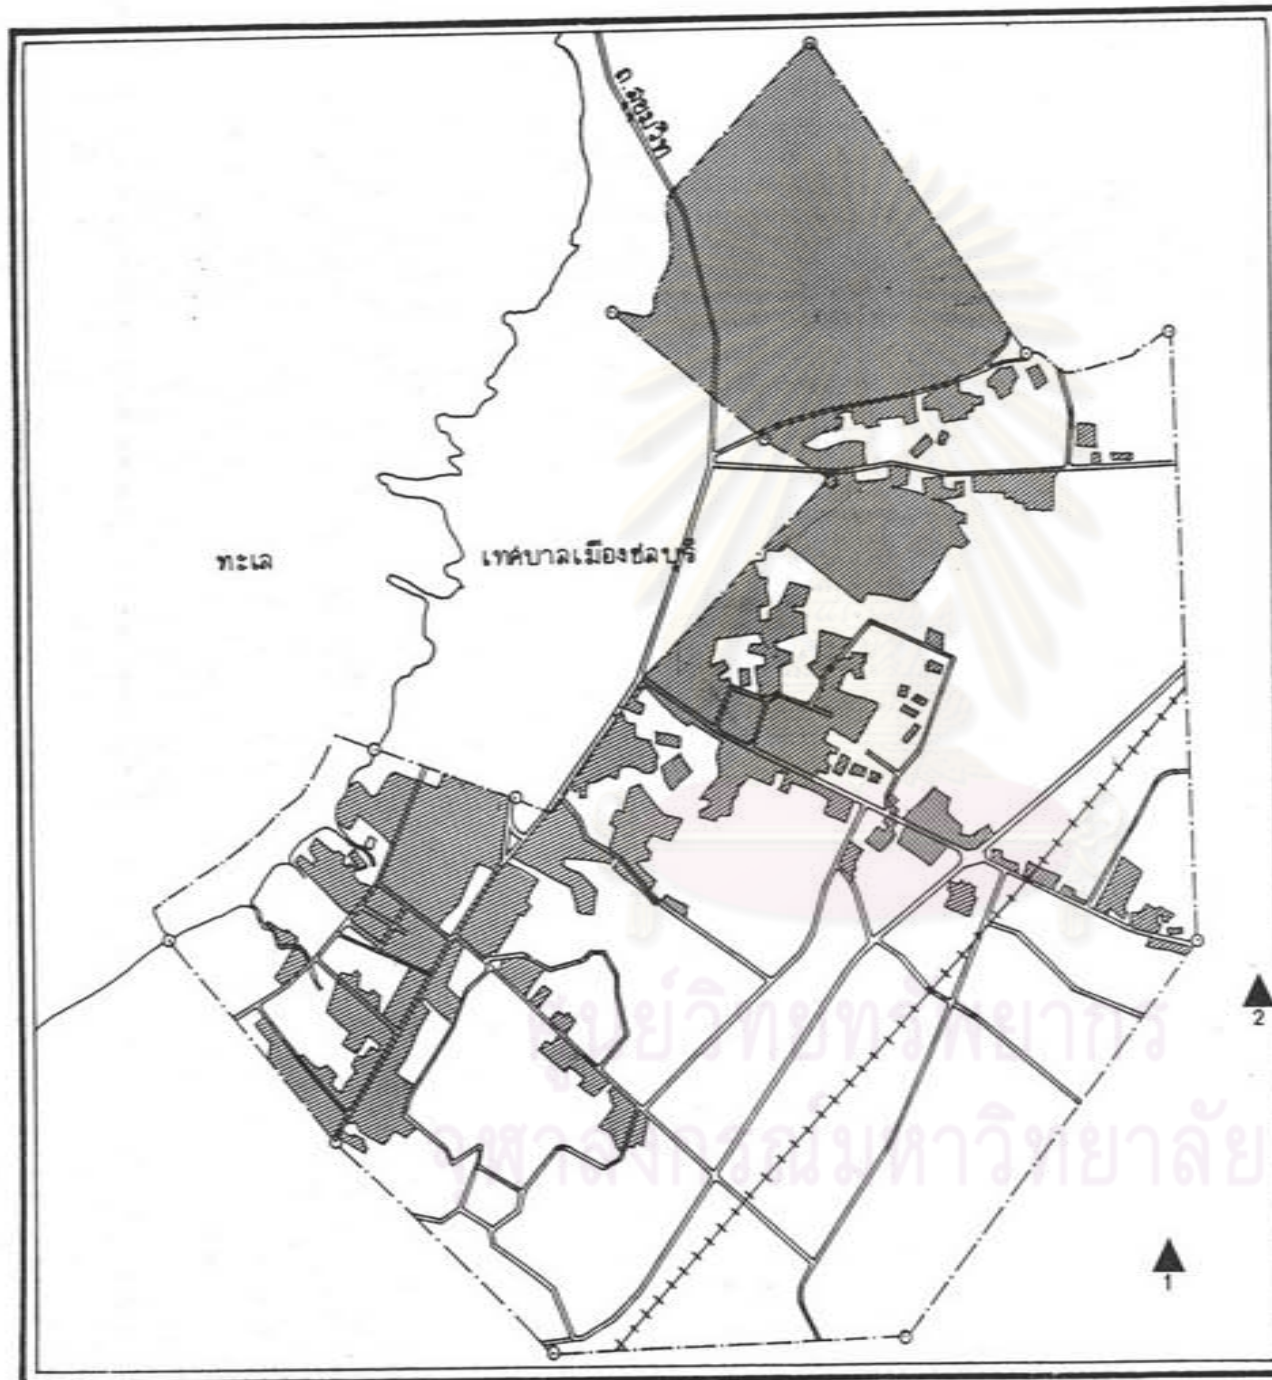 ถ.สุขุมวิท
ทะเล
เทศบาลเมืองชลบุรี
2
ศูนย์วิทยทรัพยากร
จุฬาลงกรณ์มหาวิทยาลัย
1